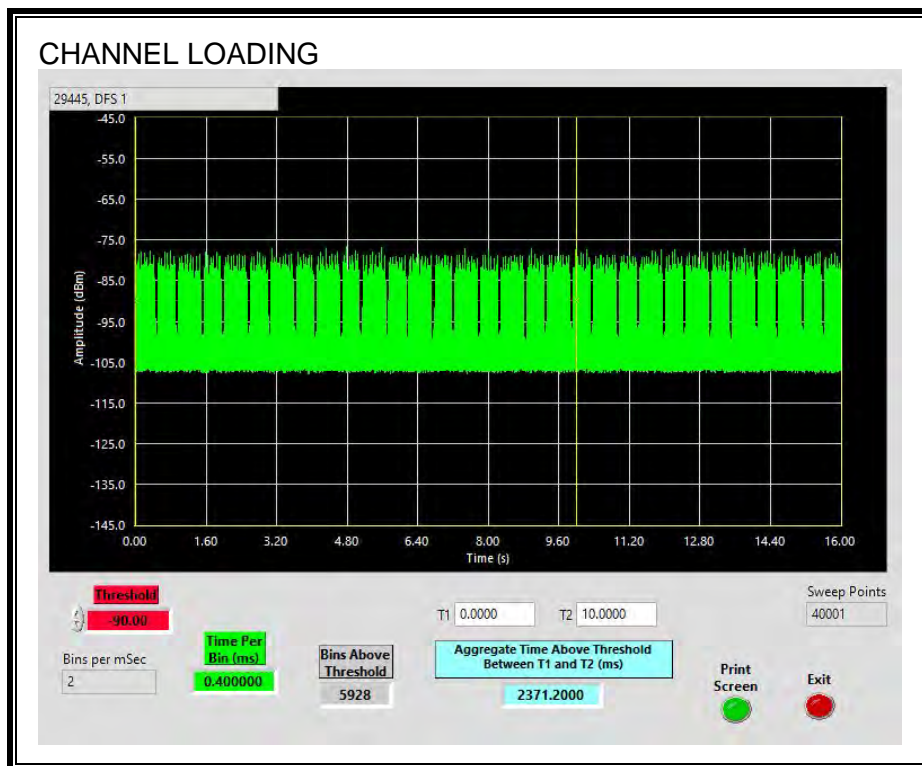 CHANNEL LOADING
29445, DFS 1
-45.0
-55.0
-65.0
-75.0
-85.0
-95.0
-105.0
-115.0
-125.0
-135.0
-145.0
Amplitude (dBm)
0.00 1.60 3.20 4.80 6.40 8.00 9.60 11.20 12.80 14.40 16.00
Time (s)
Threshold
-90.00
Bins per mSec
2
Time Per
Bin (ms)
0.400000
Bins Above
Threshold
5928
T1 0.0000 T2 10.0000
Aggregate Time Above Threshold
Between T1 and T2 (ms)
2371.2000
Sweep Points
40001
Print
Screen
Exit